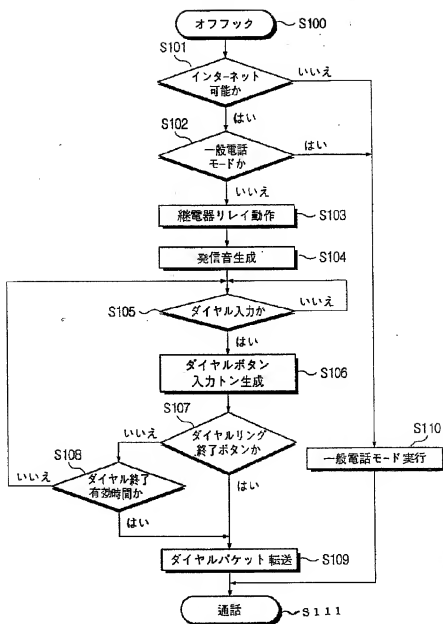 オフフック
S100
S101
インターネット
可能か
いいえ
はい
S102
一般電話
モードか
はい
いいえ
継電器リレイ動作
S103
発信音生成
S104
S105
ダイヤル入力か
いいえ
はい
ダイヤルボタン
入力トン生成
S106
S107
ダイヤルリング
終了ボタンか
いいえ
はい
S108
ダイヤル終了
有効時間か
いいえ
はい
S110
一般電話モード実行
ダイヤルパケット転送
S109
通話
S111